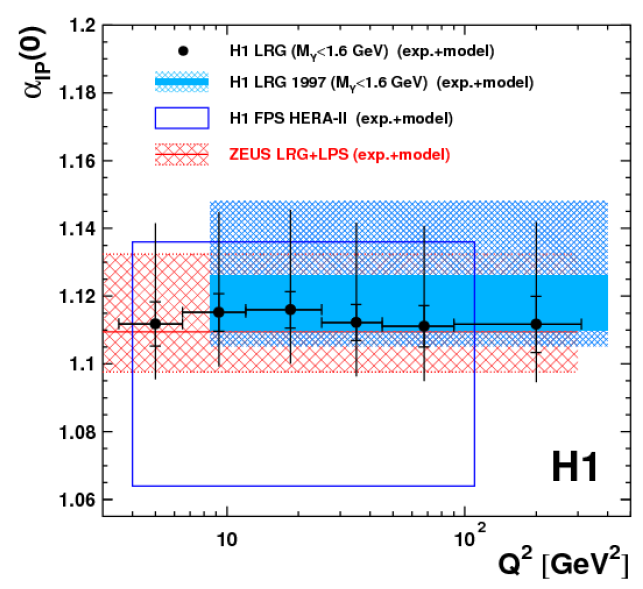 α_IP(0)
1.2
1.18
1.16
1.14
1.12
1.1
1.08
1.06
H1 LRG (M_Y<1.6 GeV) (exp.+model)
H1 LRG 1997 (M_Y<1.6 GeV) (exp.+model)
H1 FPS HERA-II (exp.+model)
ZEUS LRG+LPS (exp.+model)
H1
10
10²
Q² [GeV²]